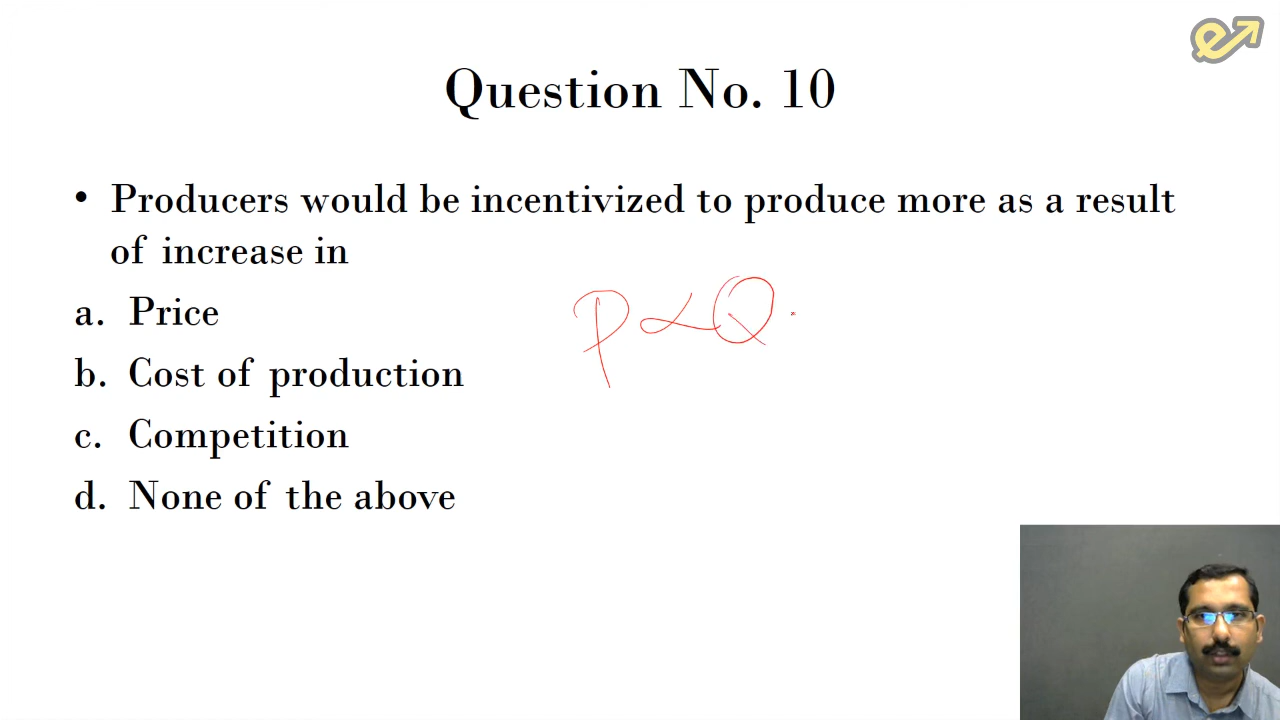 Question No. 10
• Producers would be incentivized to produce more as a result
of increase in
a. Price
P ∝ Q
b. Cost of production
c. Competition
d. None of the above